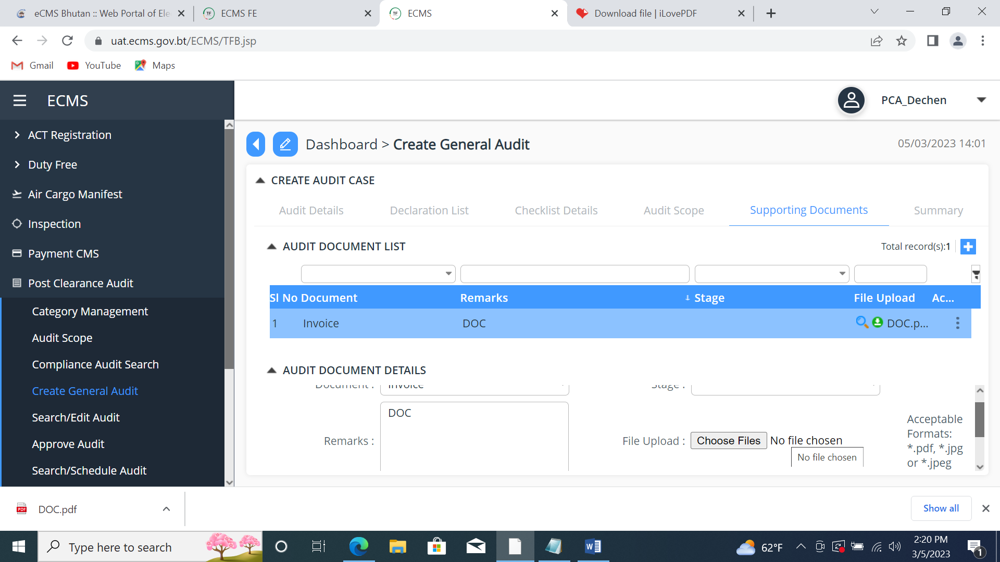 eCMS Bhutan :: Web Portal of Ele
ECMS FE
ECMS
Download file | iLovePDF
uat.ecms.gov.bt/ECMS/TFB.jsp
Gmail
YouTube
Maps
ECMS
PCA_Dechen
ACT Registration
Duty Free
Air Cargo Manifest
Inspection
Payment CMS
Post Clearance Audit
Category Management
Audit Scope
Compliance Audit Search
Create General Audit
Search/Edit Audit
Approve Audit
Search/Schedule Audit
Dashboard > Create General Audit
05/03/2023 14:01
CREATE AUDIT CASE
Audit Details
Declaration List
Checklist Details
Audit Scope
Supporting Documents
Summary
AUDIT DOCUMENT LIST
Total record(s):1
Sl No Document Remarks Stage File Upload Ac...
1 Invoice DOC DOC.p...
AUDIT DOCUMENT DETAILS
Document : Invoice Stage :
Remarks : DOC
File Upload : Choose Files No file chosen
No file chosen
Acceptable
Formats:
*.pdf, *.jpg
or *.jpeg
DOC.pdf
Show all
Type here to search
62°F
2:20 PM
3/5/2023
1